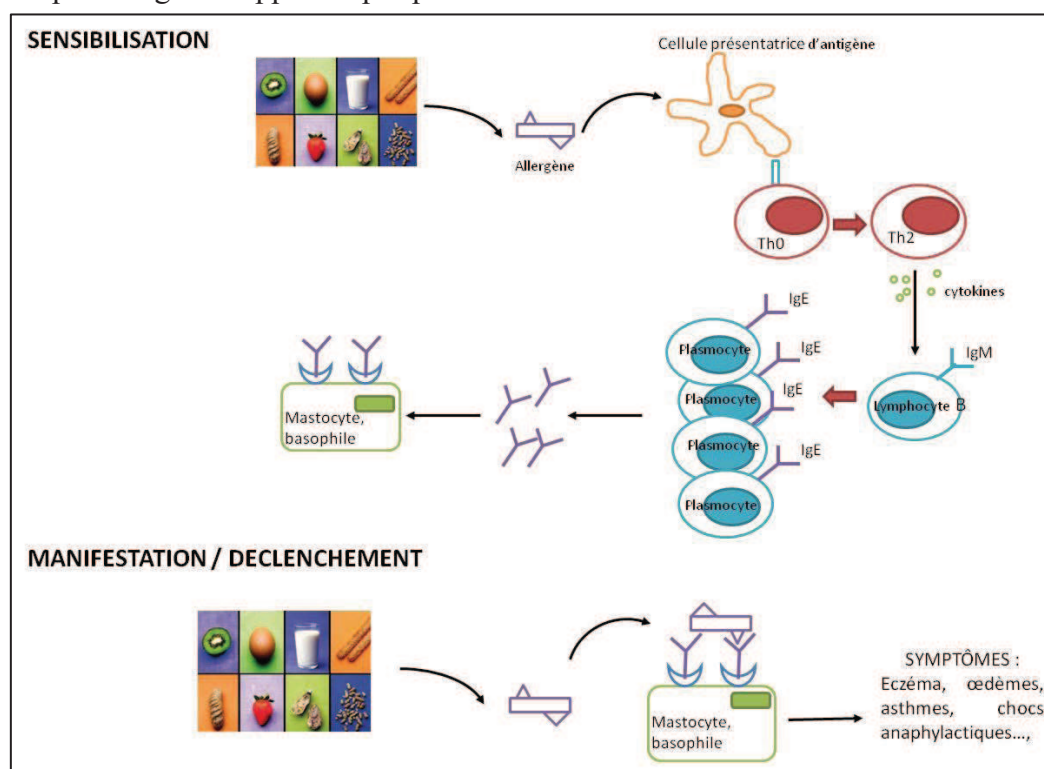 SENSIBILISATION
Cellule présentatrice d'antigène
Allergène
Th0
Th2
cytokines
IgM
Lymphocyte B
IgE
Plasmocyte
IgE
Plasmocyte
IgE
Plasmocyte
IgE
Plasmocyte
Mastocyte,
basophile
MANIFESTATION / DECLENCHEMENT
Mastocyte,
basophile
SYMPTÔMES :
Eczéma, œdèmes,
asthmes, chocs
anaphylactiques...,